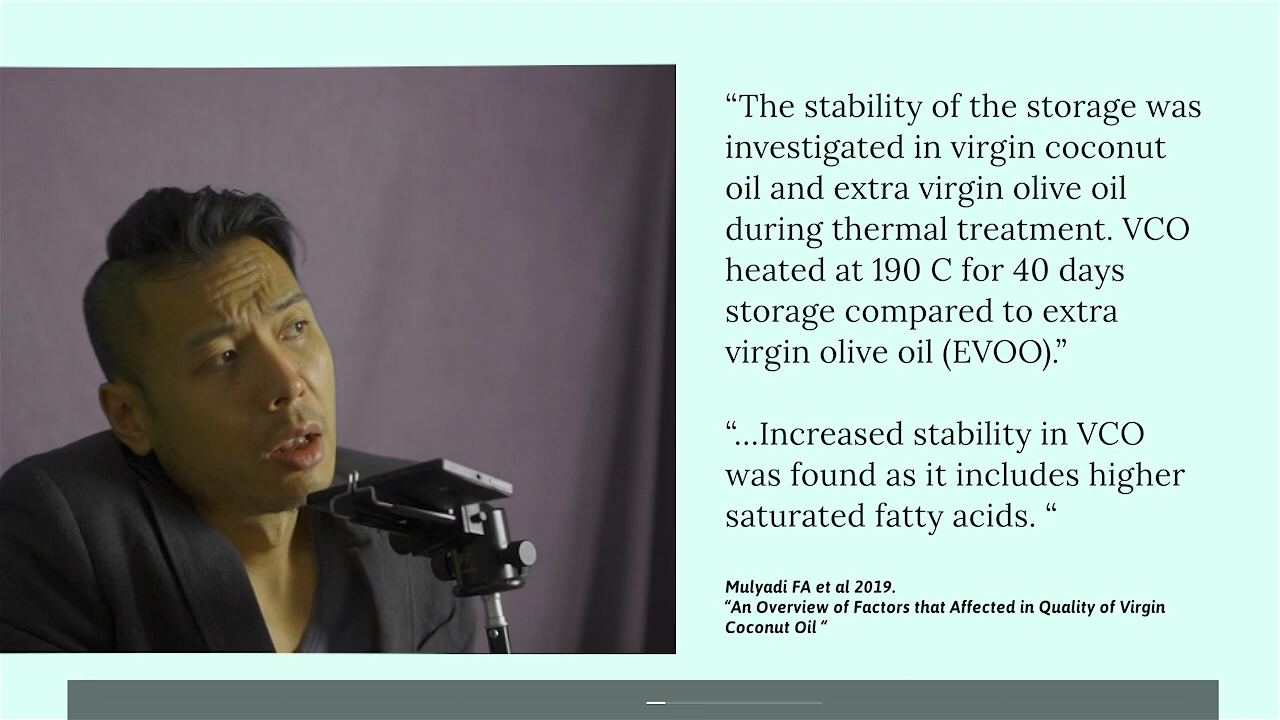 “The stability of the storage was
investigated in virgin coconut
oil and extra virgin olive oil
during thermal treatment. VCO
heated at 190 C for 40 days
storage compared to extra
virgin olive oil (EVOO).”
“...Increased stability in VCO
was found as it includes higher
saturated fatty acids. “
Mulyadi FA et al 2019.
“An Overview of Factors that Affected in Quality of Virgin
Coconut Oil “